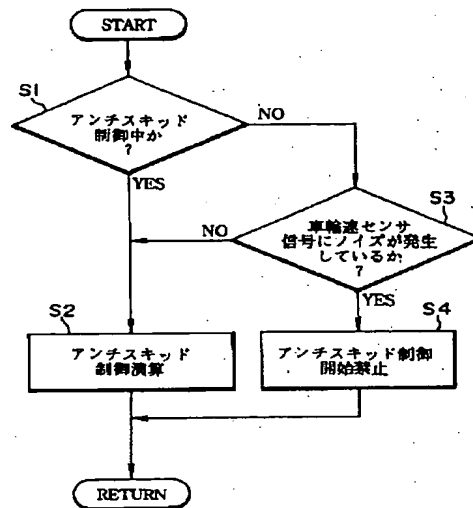 START
S1
アンチスキッド
制御中か
?
NO
YES
S3
車輪速センサ
信号にノイズが発生
しているか
?
NO
YES
S2
アンチスキッド
制御演算
S4
アンチスキッド制御
開始禁止
RETURN